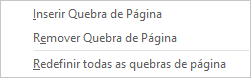 Inserir Quebra de Página
Remover Quebra de Página
Redefinir todas as quebras de página